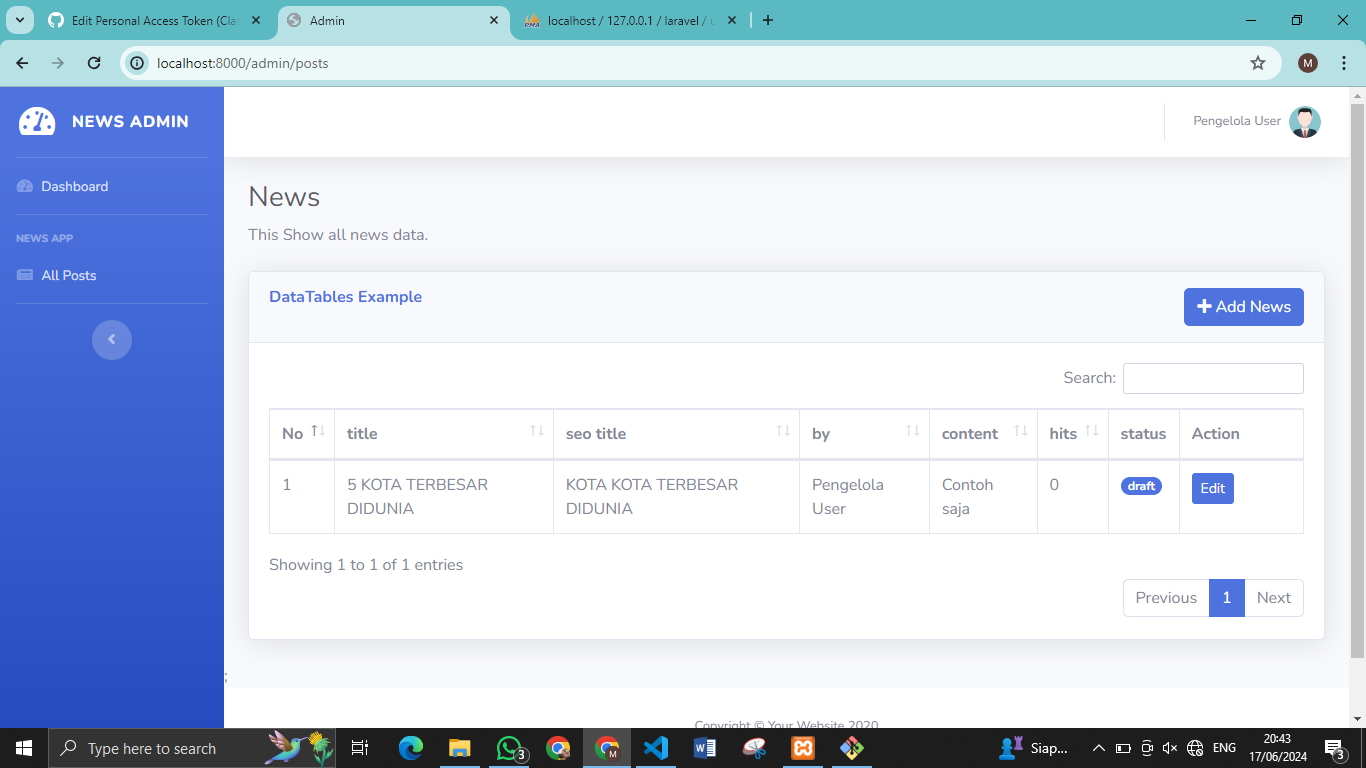 Edit Personal Access Token (Cla
Admin
localhost / 127.0.0.1 / laravel / u
localhost:8000/admin/posts
M
NEWS ADMIN
Pengelola User
Dashboard
NEWS APP
All Posts
News
This Show all news data.
DataTables Example
Add News
Search:
No title seo title by content hits status Action
1 5 KOTA TERBESAR DIDUNIA KOTA KOTA TERBESAR DIDUNIA Pengelola User Contoh saja 0 draft Edit
Showing 1 to 1 of 1 entries
Previous 1 Next
;
Copyright © Your Website 2020
Type here to search
3
M
Siap...
ENG
20:43
17/06/2024
3